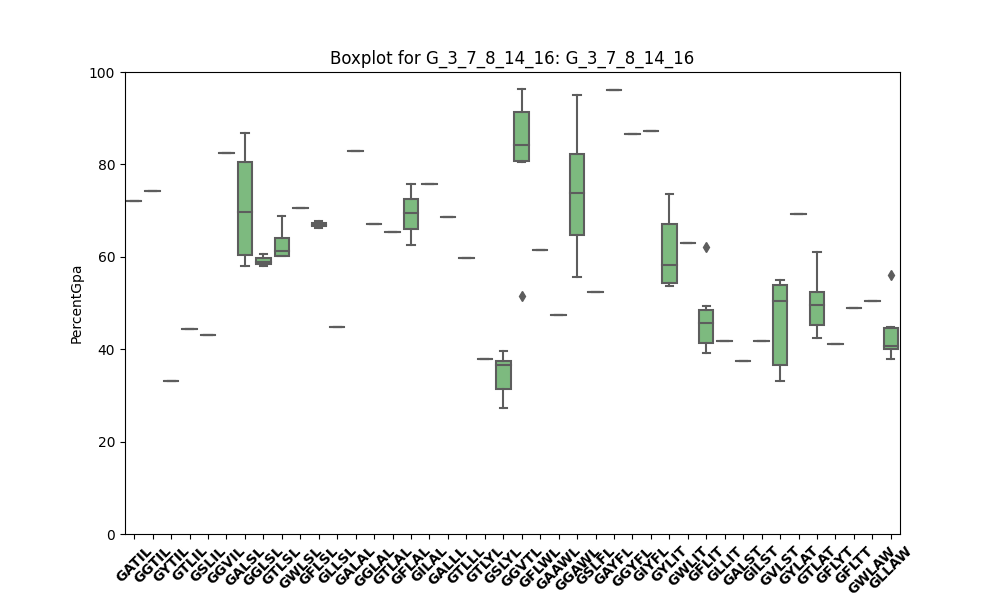 Boxplot for G_3_7_8_14_16: G_3_7_8_14_16
PercentGpa
100
80
60
40
20
0
GATIL
GGTIL
GYTIL
GTLIL
GSLIL
GGVIL
GALSL
GGLSL
GTLSL
GWLSL
GFLSL
GLLSL
GALAL
GGLAL
GTLAL
GFLAL
GILAL
GALLL
GTLLL
GTLYL
GSLYL
GGVTL
GFLWL
GAAWL
GGAWL
GSLFL
GAYFL
GGYFL
GIYFL
GYLIT
GWLIT
GFLIT
GLLIT
GALST
GILST
GVLST
GYLAT
GTLAT
GFLYT
GFLTT
GWLAW
GLLAW